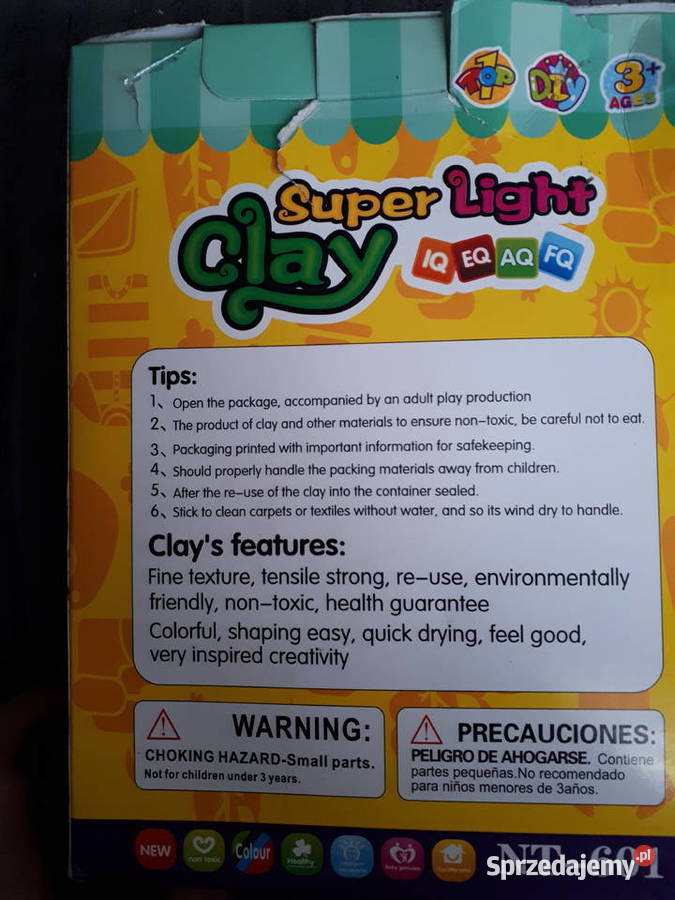 TOP 1
DIY
3+
AGES
Super Light
Clay
IQ EQ AQ FQ
Tips:
1、Open the package, accompanied by an adult play production
2、The product of clay and other materials to ensure non-toxic, be careful not to eat.
3、Packaging printed with important information for safekeeping.
4、Should properly handle the packing materials away from children.
5、After the re-use of the clay into the container sealed.
6、Stick to clean carpets or textiles without water, and so its wind dry to handle.
Clay's features:
Fine texture, tensile strong, re-use, environmentally
friendly, non-toxic, health guarantee
Colorful, shaping easy, quick drying, feel good,
very inspired creativity
WARNING:
CHOKING HAZARD-Small parts.
Not for children under 3 years.
PRECAUCIONES:
PELIGRO DE AHOGARSE. Contiene
partes pequeñas.No recomendado
para niños menores de 3años.
NEW
non toxic
Colour
Healthy
NT-601
Sprzedajemy.pl